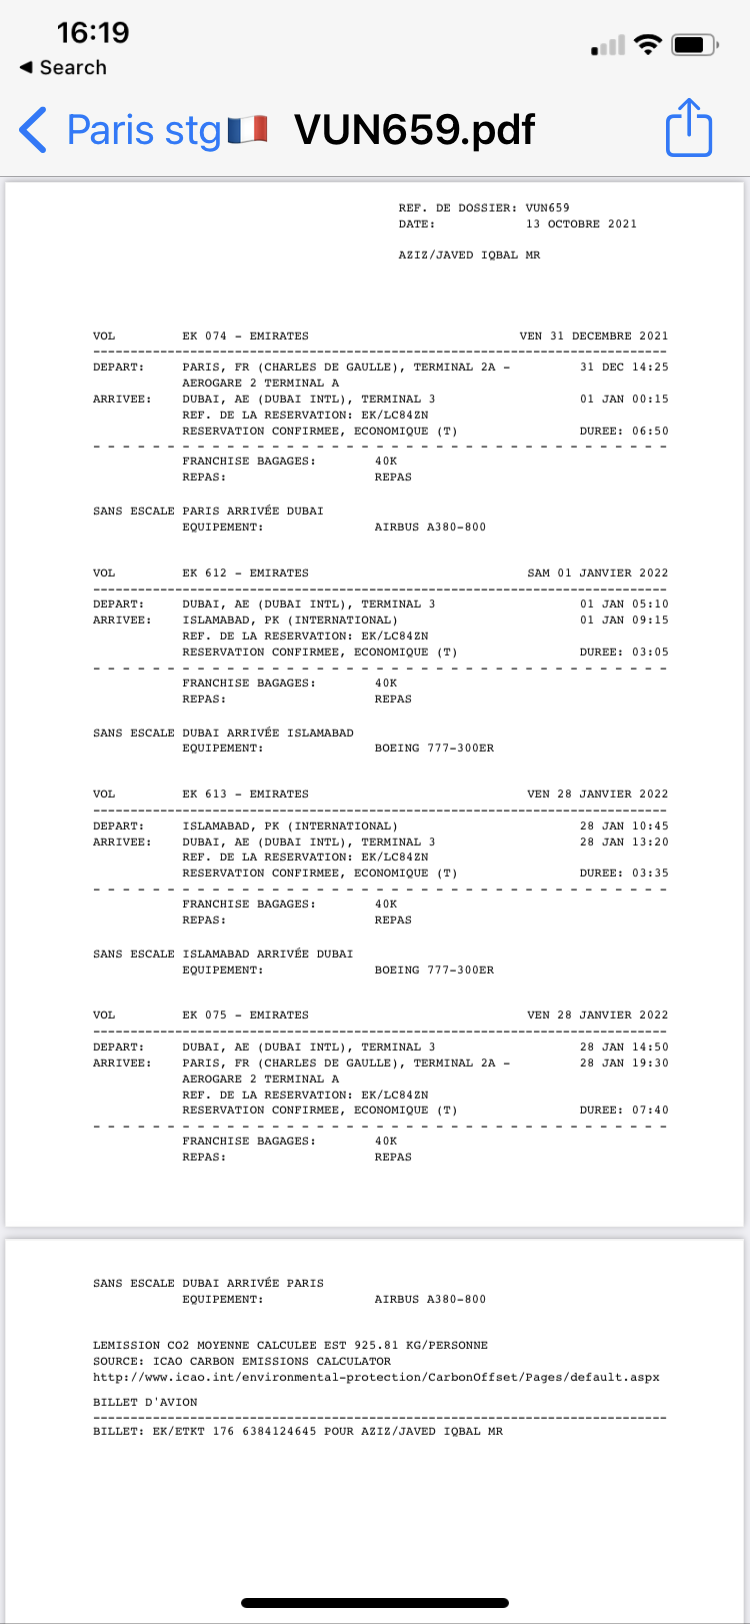 16:19
◀ Search
Paris stg🇫🇷 VUN659.pdf
REF. DE DOSSIER: VUN659
DATE: 13 OCTOBRE 2021
AZIZ/JAVED IQBAL MR
VOL EK 074 - EMIRATES VEN 31 DECEMBRE 2021
DEPART: PARIS, FR (CHARLES DE GAULLE), TERMINAL 2A - 31 DEC 14:25
AEROGARE 2 TERMINAL A
ARRIVEE: DUBAI, AE (DUBAI INTL), TERMINAL 3 01 JAN 00:15
REF. DE LA RESERVATION: EK/LC84ZN
RESERVATION CONFIRMEE, ECONOMIQUE (T) DUREE: 06:50
FRANCHISE BAGAGES: 40K
REPAS: REPAS
SANS ESCALE PARIS ARRIVÉE DUBAI
EQUIPEMENT: AIRBUS A380-800
VOL EK 612 - EMIRATES SAM 01 JANVIER 2022
DEPART: DUBAI, AE (DUBAI INTL), TERMINAL 3 01 JAN 05:10
ARRIVEE: ISLAMABAD, PK (INTERNATIONAL) 01 JAN 09:15
REF. DE LA RESERVATION: EK/LC84ZN
RESERVATION CONFIRMEE, ECONOMIQUE (T) DUREE: 03:05
FRANCHISE BAGAGES: 40K
REPAS: REPAS
SANS ESCALE DUBAI ARRIVÉE ISLAMABAD
EQUIPEMENT: BOEING 777-300ER
VOL EK 613 - EMIRATES VEN 28 JANVIER 2022
DEPART: ISLAMABAD, PK (INTERNATIONAL) 28 JAN 10:45
ARRIVEE: DUBAI, AE (DUBAI INTL), TERMINAL 3 28 JAN 13:20
REF. DE LA RESERVATION: EK/LC84ZN
RESERVATION CONFIRMEE, ECONOMIQUE (T) DUREE: 03:35
FRANCHISE BAGAGES: 40K
REPAS: REPAS
SANS ESCALE ISLAMABAD ARRIVÉE DUBAI
EQUIPEMENT: BOEING 777-300ER
VOL EK 075 - EMIRATES VEN 28 JANVIER 2022
DEPART: DUBAI, AE (DUBAI INTL), TERMINAL 3 28 JAN 14:50
ARRIVEE: PARIS, FR (CHARLES DE GAULLE), TERMINAL 2A - 28 JAN 19:30
AEROGARE 2 TERMINAL A
REF. DE LA RESERVATION: EK/LC84ZN
RESERVATION CONFIRMEE, ECONOMIQUE (T) DUREE: 07:40
FRANCHISE BAGAGES: 40K
REPAS: REPAS
SANS ESCALE DUBAI ARRIVÉE PARIS
EQUIPEMENT: AIRBUS A380-800
LEMISSION CO2 MOYENNE CALCULEE EST 925.81 KG/PERSONNE
SOURCE: ICAO CARBON EMISSIONS CALCULATOR
http://www.icao.int/environmental-protection/CarbonOffset/Pages/default.aspx
BILLET D'AVION
BILLET: EK/ETKT 176 6384124645 POUR AZIZ/JAVED IQBAL MR